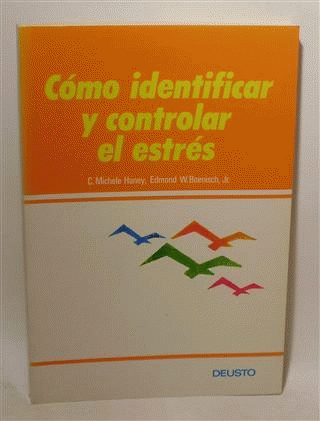 Cómo identificar
y controlar
el estrés
C. Michele Haney, Edmond W. Boenisch, Jr.
DEUSTO